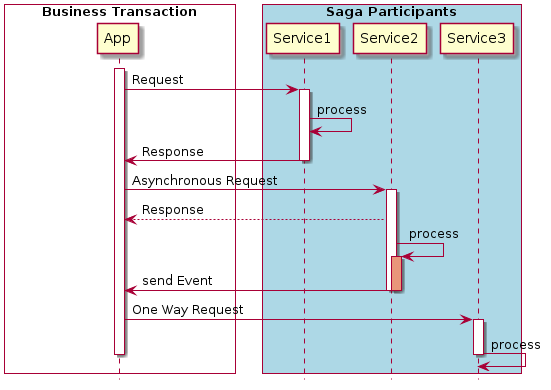 Business Transaction
Saga Participants
App
Service1
Service2
Service3
Request
process
Response
Asynchronous Request
Response
process
send Event
One Way Request
process